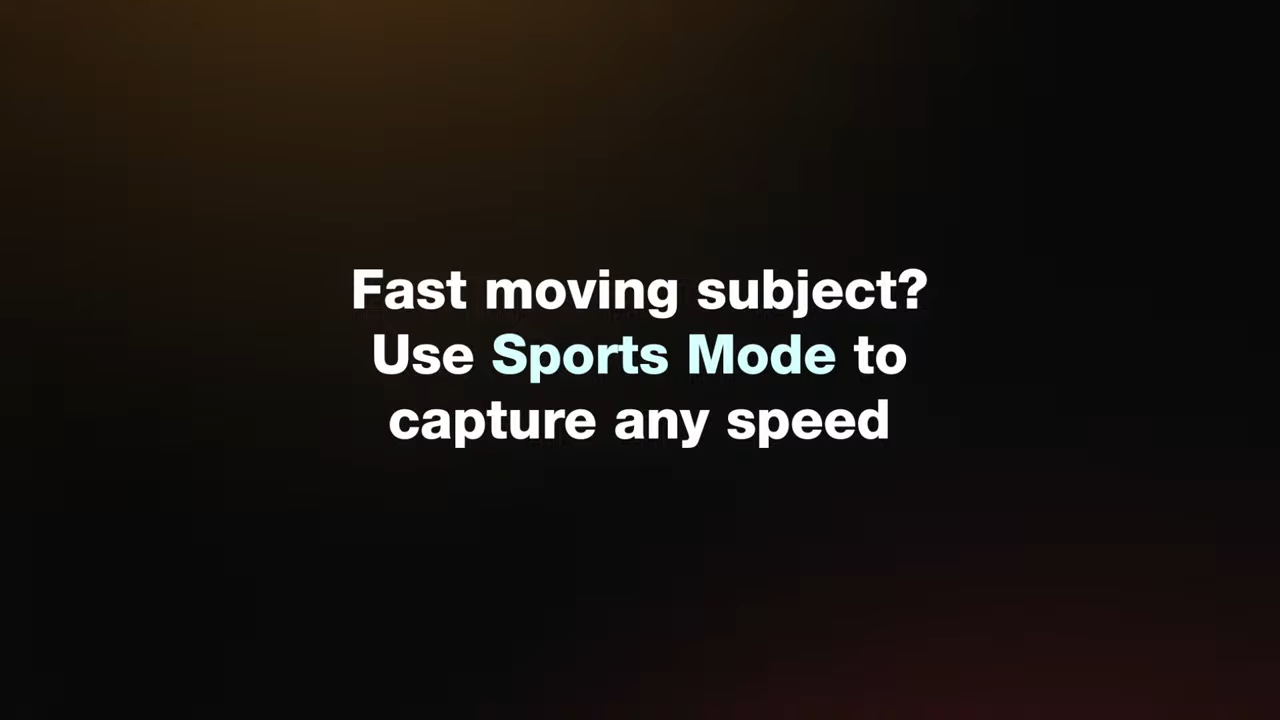 Fast moving subject?
Use Sports Mode to
capture any speed